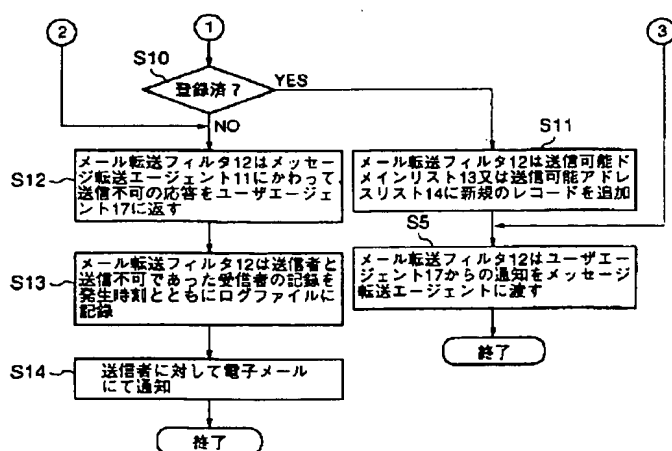 2
1
3
S10
登録済?
YES
NO
S11
メール転送フィルタ12は送信可能ド
メインリスト13又は送信可能アドレ
スリスト14に新規のレコードを追加
S12
メール転送フィルタ12はメッセー
ジ転送エージェント11にかわって、
送信不可の応答をユーザエージェ
ント17に返す
S5
メール転送フィルタ12はユーザエー
ジェント17からの通知をメッセージ
転送エージェントに渡す
S13
メール転送フィルタ12は送信者と
送信不可であった受信者の記録を
発生時刻とともにログファイルに
記録
終了
S14
送信者に対して電子メール
にて通知
終了